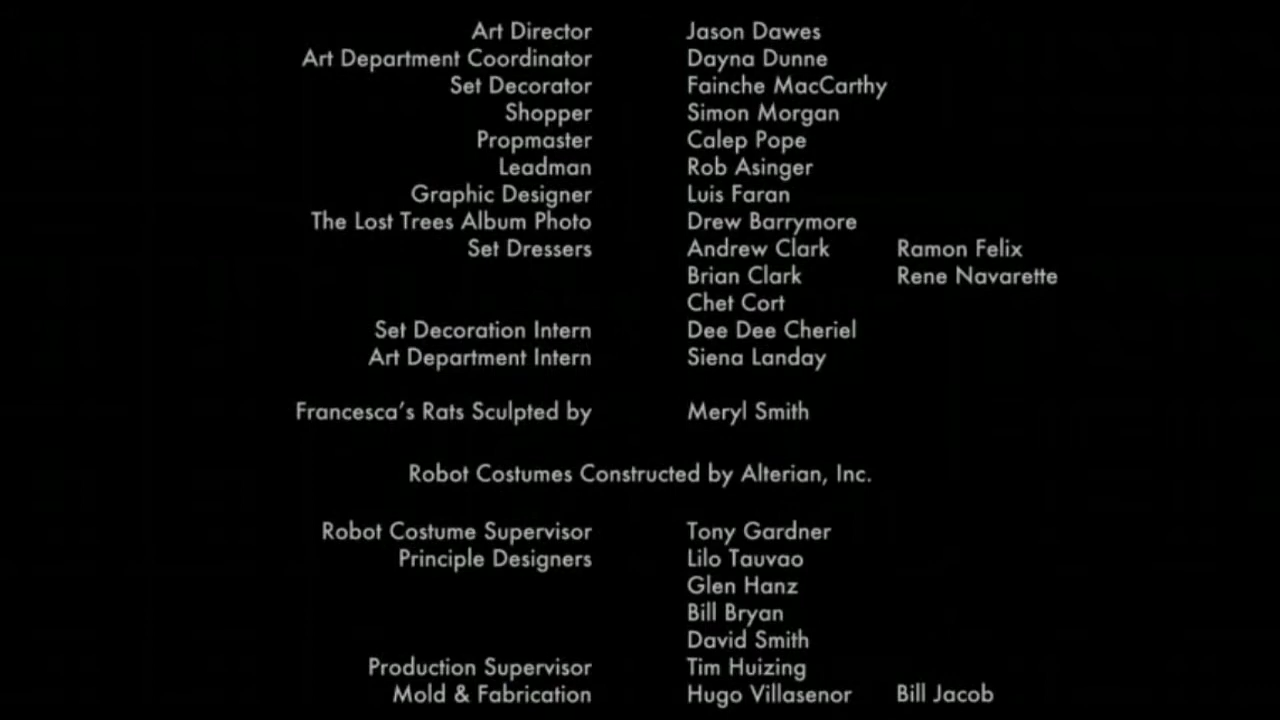 Art Director Jason Dawes
Art Department Coordinator Dayna Dunne
Set Decorator Fainche MacCarthy
Shopper Simon Morgan
Propmaster Calep Pope
Leadman Rob Asinger
Graphic Designer Luis Faran
The Lost Trees Album Photo Drew Barrymore
Set Dressers Andrew Clark Ramon Felix
Brian Clark Rene Navarette
Chet Cort
Set Decoration Intern Dee Dee Cheriel
Art Department Intern Siena Landay
Francesca's Rats Sculpted by Meryl Smith
Robot Costumes Constructed by Alterian, Inc.
Robot Costume Supervisor Tony Gardner
Principle Designers Lilo Tauvao
Glen Hanz
Bill Bryan
David Smith
Production Supervisor Tim Huizing
Mold & Fabrication Hugo Villasenor Bill Jacob